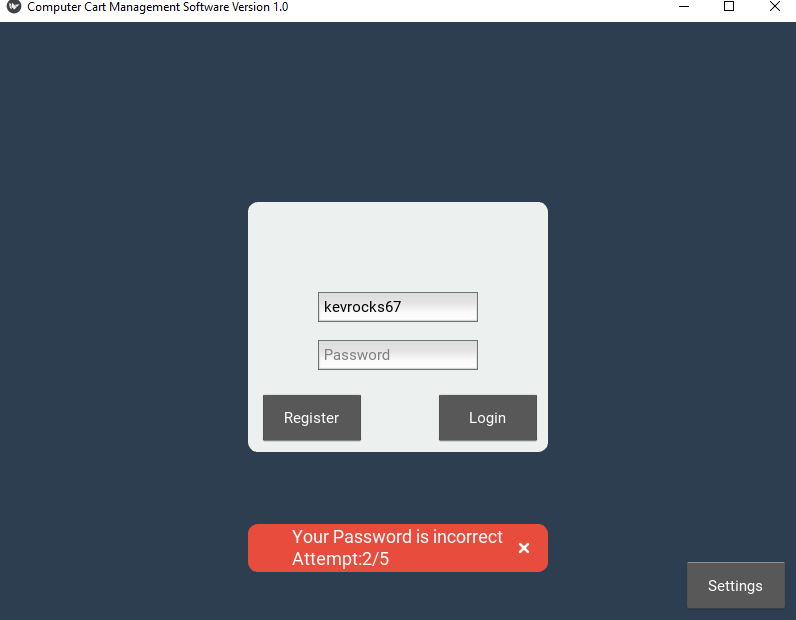 Computer Cart Management Software Version 1.0
kevrocks67
Password
Register Login
Your Password is incorrect
Attempt:2/5
Settings